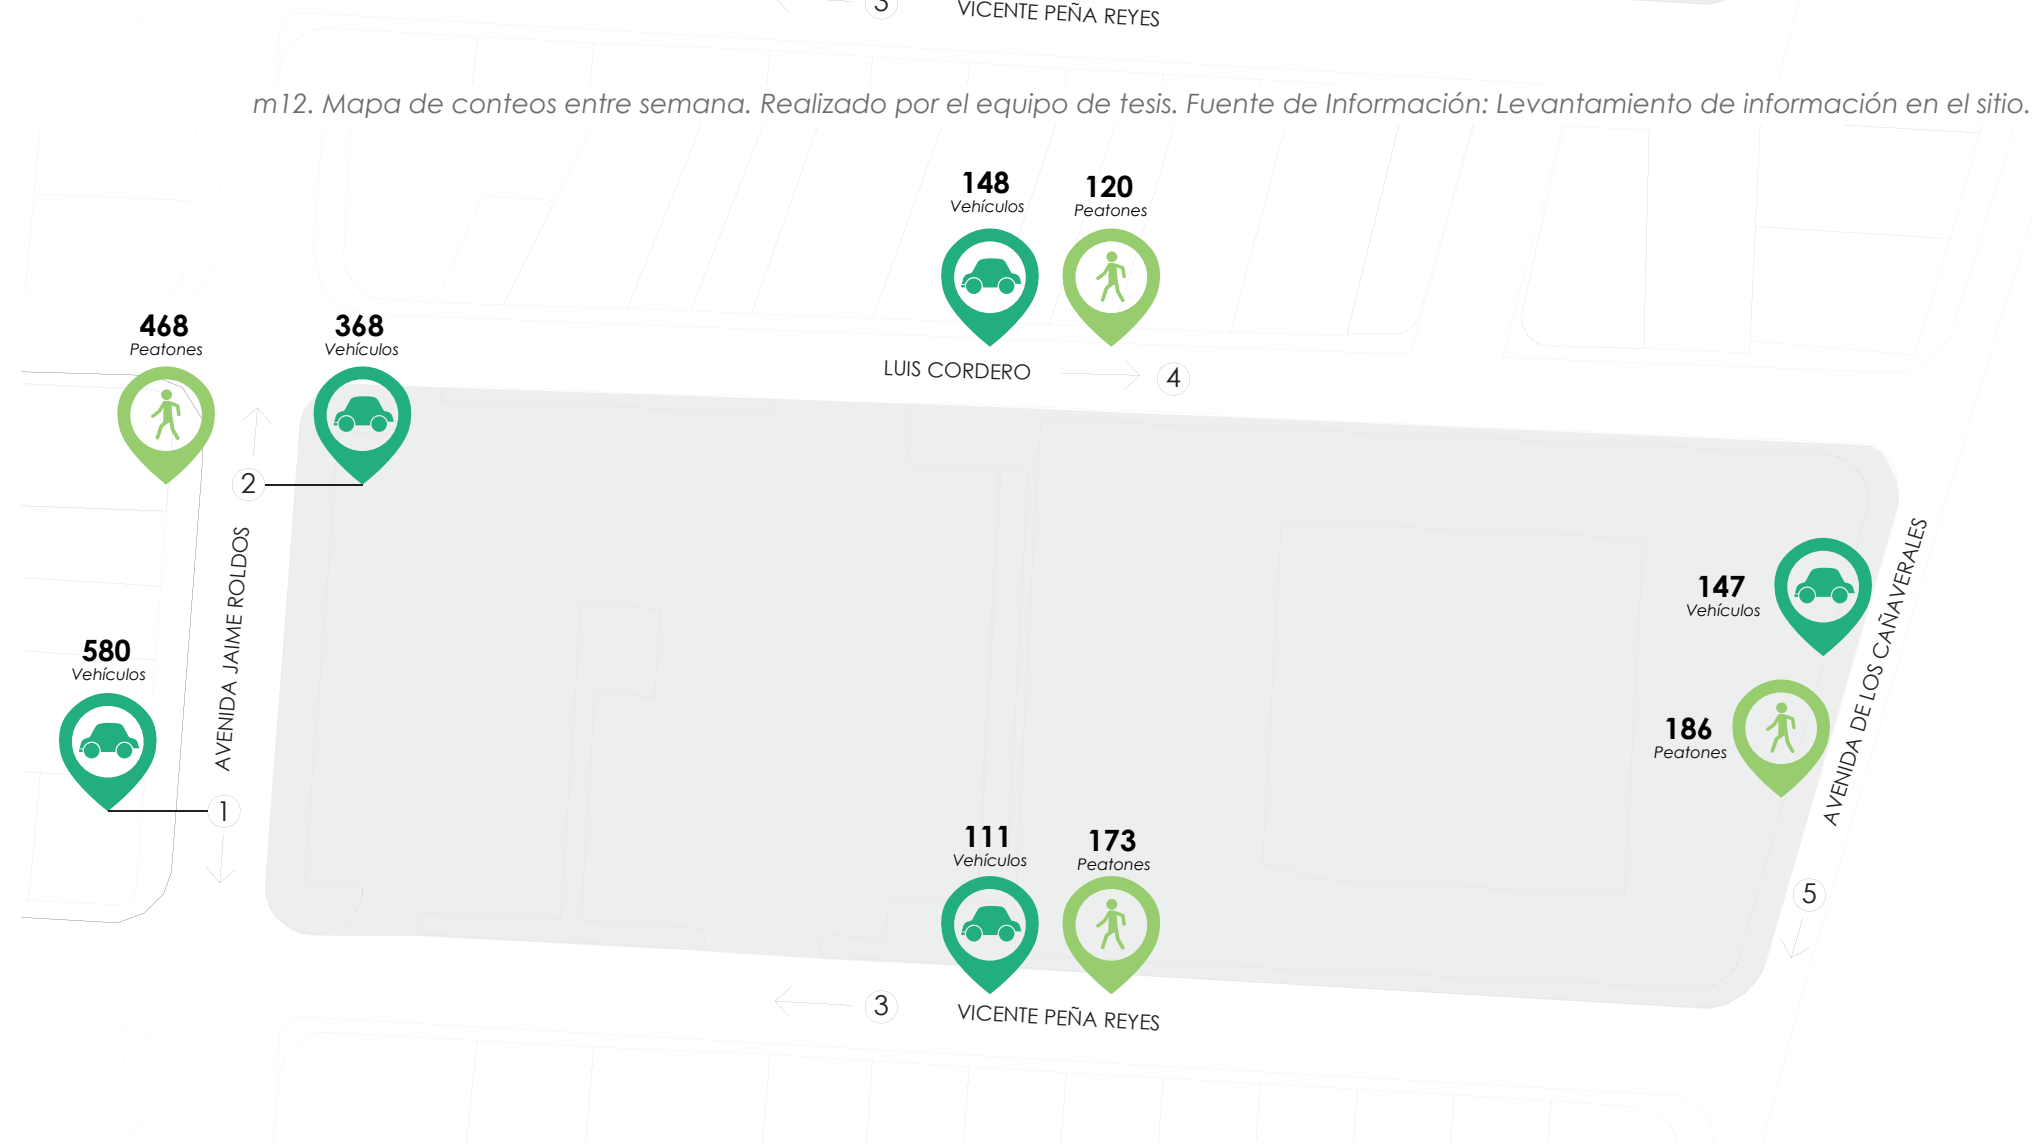 3
VICENTE PEÑA REYES
m12. Mapa de conteos entre semana. Realizado por el equipo de tesis. Fuente de Información: Levantamiento de información en el sitio.
148
Vehículos
120
Peatones
468
Peatones
368
Vehículos
LUIS CORDERO
4
2
AVENIDA JAIME ROLDOS
147
Vehículos
AVENIDA DE LOS CAÑAVERALES
580
Vehículos
186
Peatones
1
111
Vehículos
173
Peatones
5
3
VICENTE PEÑA REYES